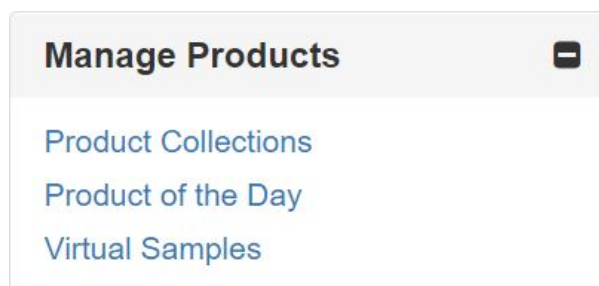 Manage Products
Product Collections
Product of the Day
Virtual Samples